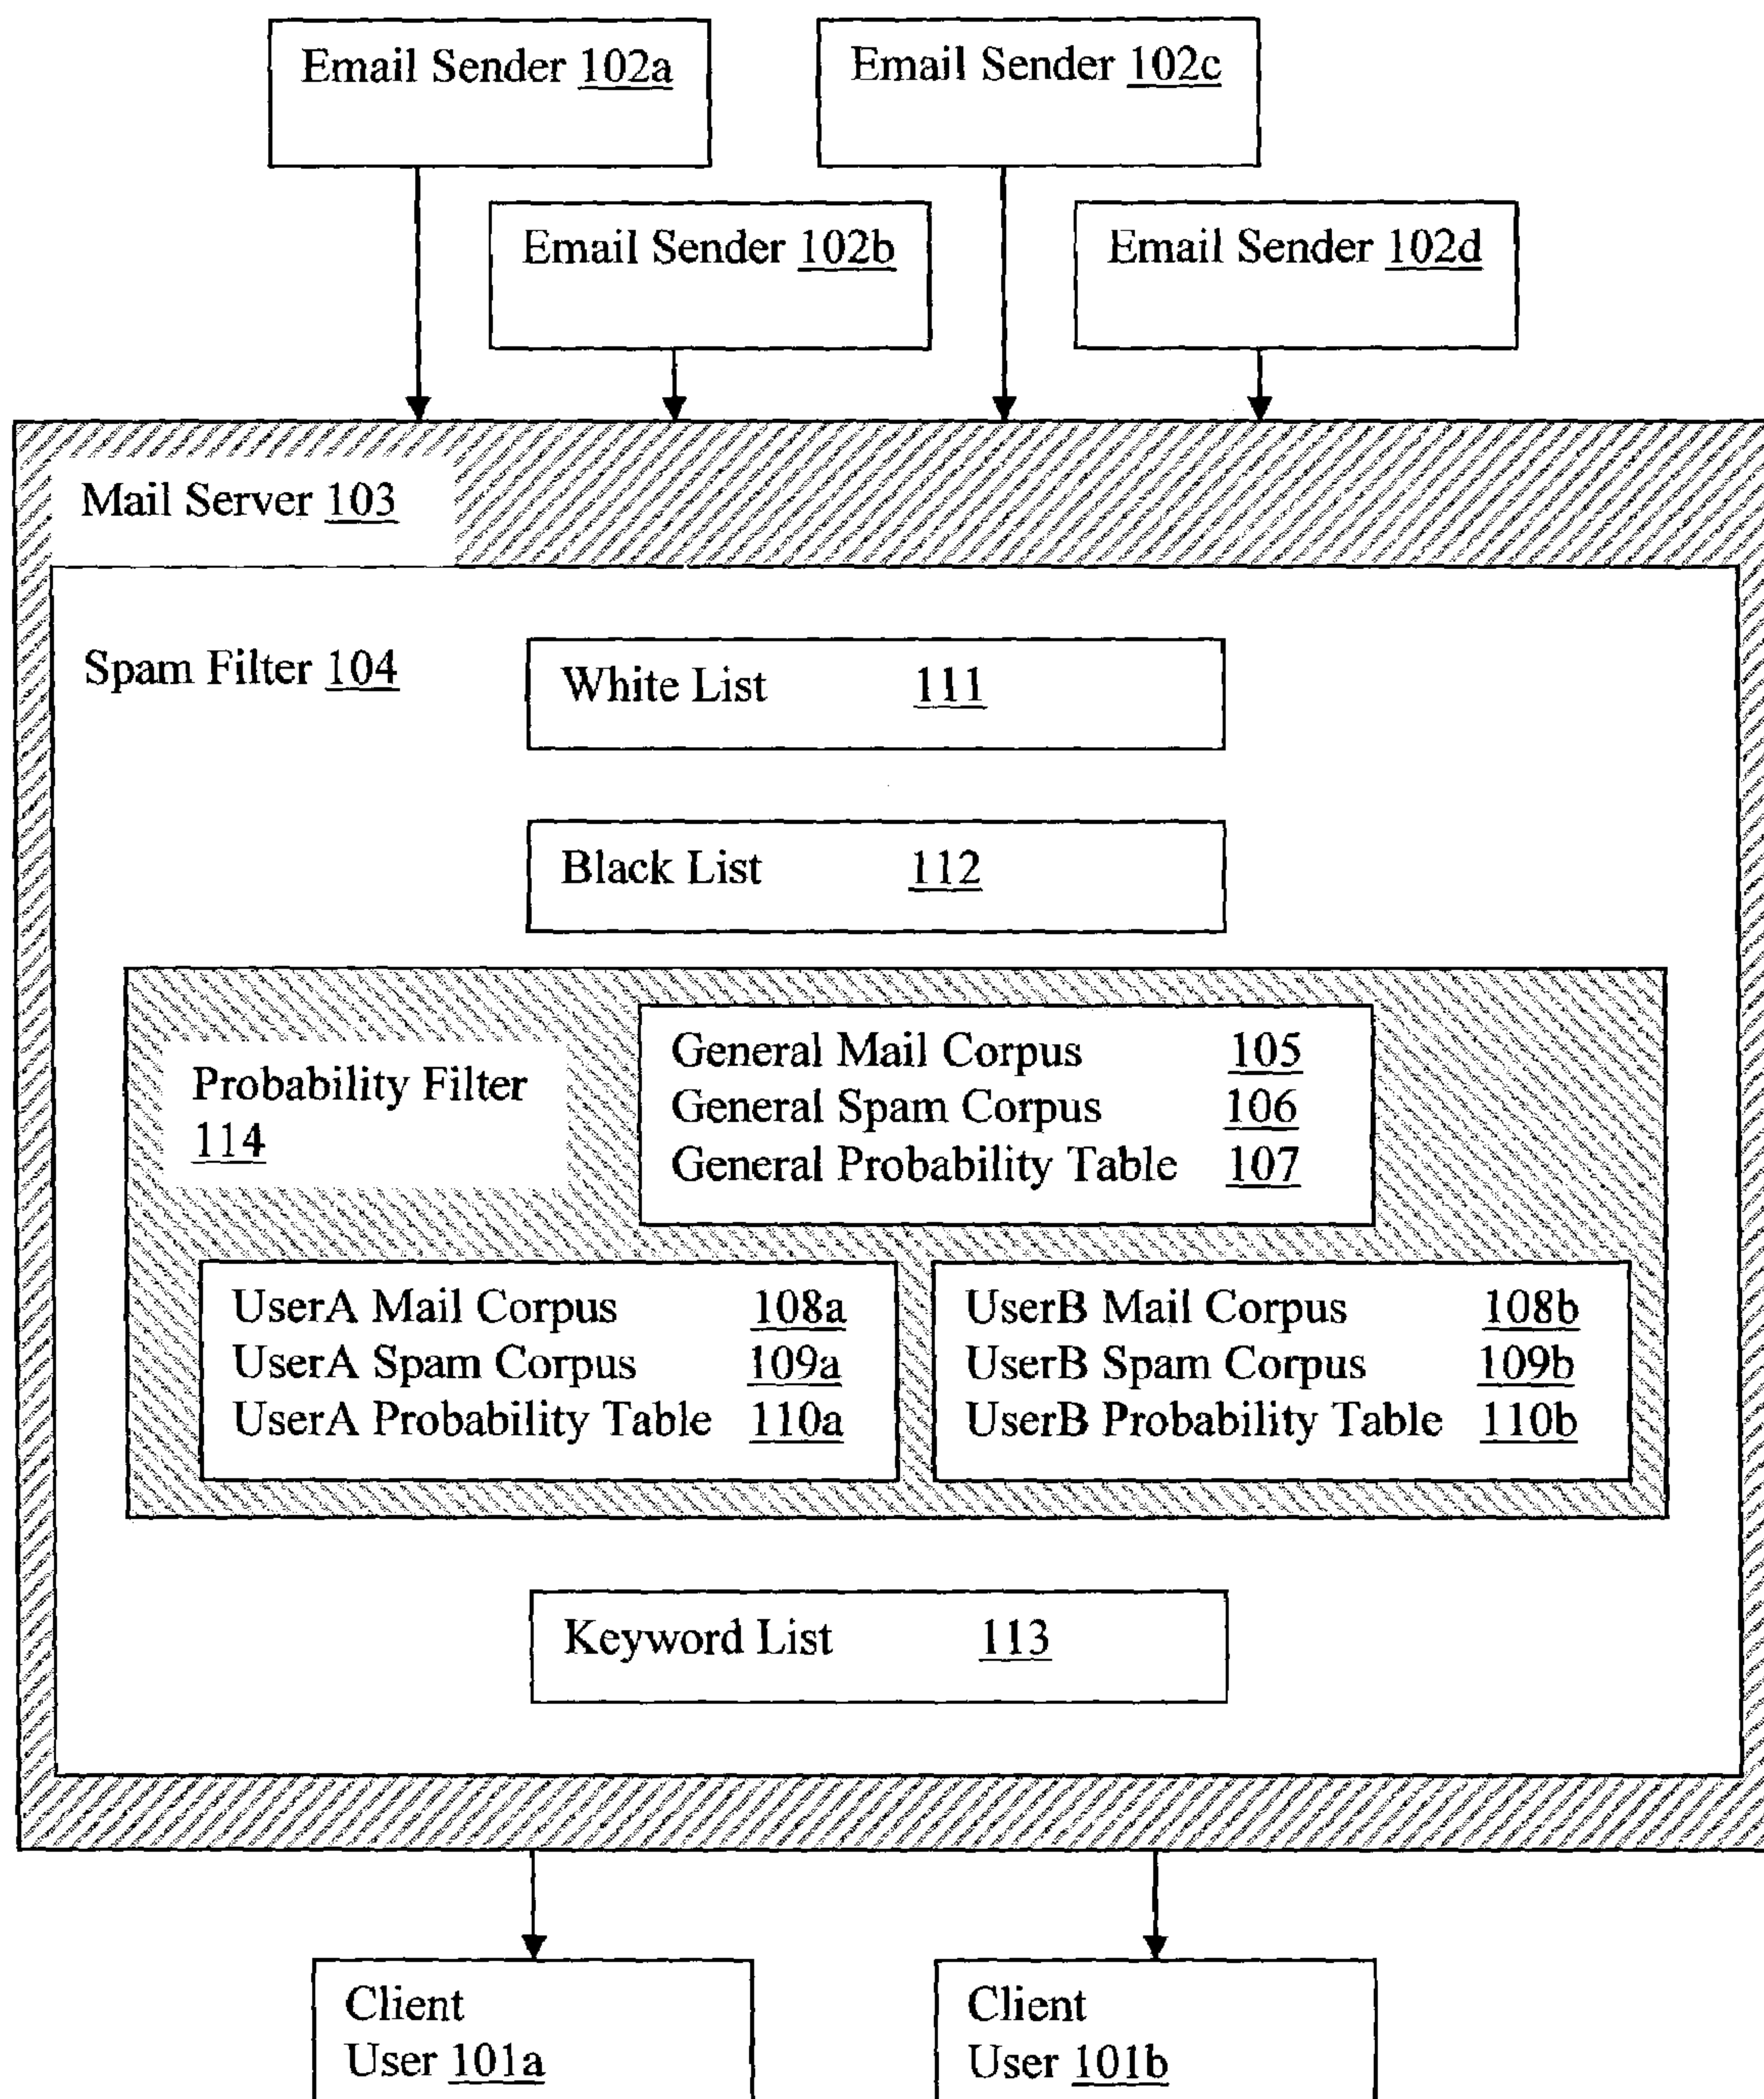 Email Sender 102a
Email Sender 102c
Email Sender 102b
Email Sender 102d
Mail Server 103
Spam Filter 104
White List 111
Black List 112
Probability Filter
114
General Mail Corpus 105
General Spam Corpus 106
General Probability Table 107
UserA Mail Corpus 108a
UserA Spam Corpus 109a
UserA Probability Table 110a
UserB Mail Corpus 108b
UserB Spam Corpus 109b
UserB Probability Table 110b
Keyword List 113
Client
User 101a
Client
User 101b